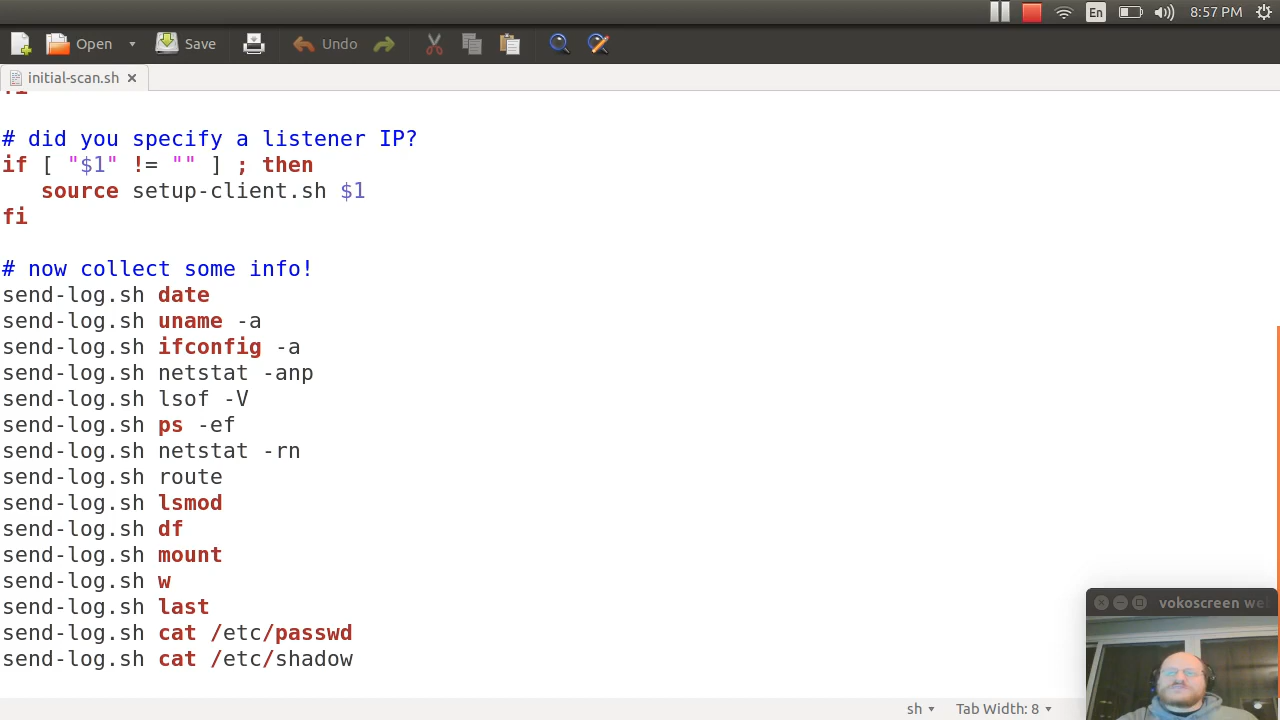 En 8:57 PM
Open Save Undo
initial-scan.sh
fi
# did you specify a listener IP?
if [ "$1" != "" ] ; then
   source setup-client.sh $1
fi
# now collect some info!
send-log.sh date
send-log.sh uname -a
send-log.sh ifconfig -a
send-log.sh netstat -anp
send-log.sh lsof -V
send-log.sh ps -ef
send-log.sh netstat -rn
send-log.sh route
send-log.sh lsmod
send-log.sh df
send-log.sh mount
send-log.sh w
send-log.sh last
send-log.sh cat /etc/passwd
send-log.sh cat /etc/shadow
vokoscreen
sh Tab Width: 8